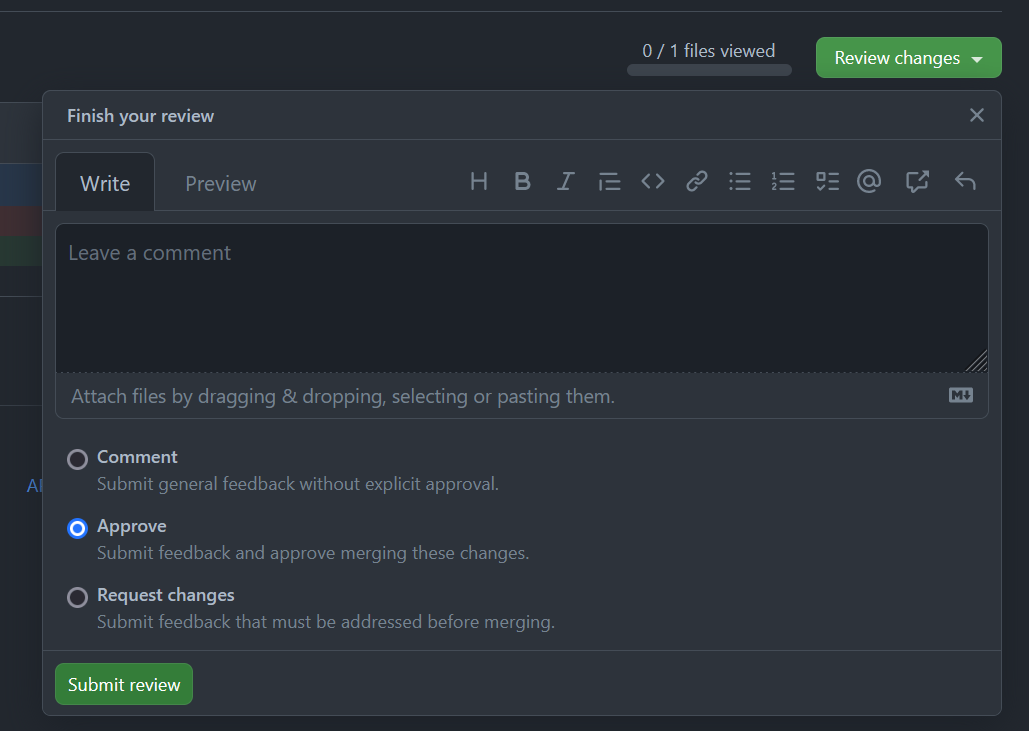 0 / 1 files viewed
Review changes
Finish your review
Write
Preview
Leave a comment
Attach files by dragging & dropping, selecting or pasting them.
Comment
Submit general feedback without explicit approval.
Approve
Submit feedback and approve merging these changes.
Request changes
Submit feedback that must be addressed before merging.
Submit review